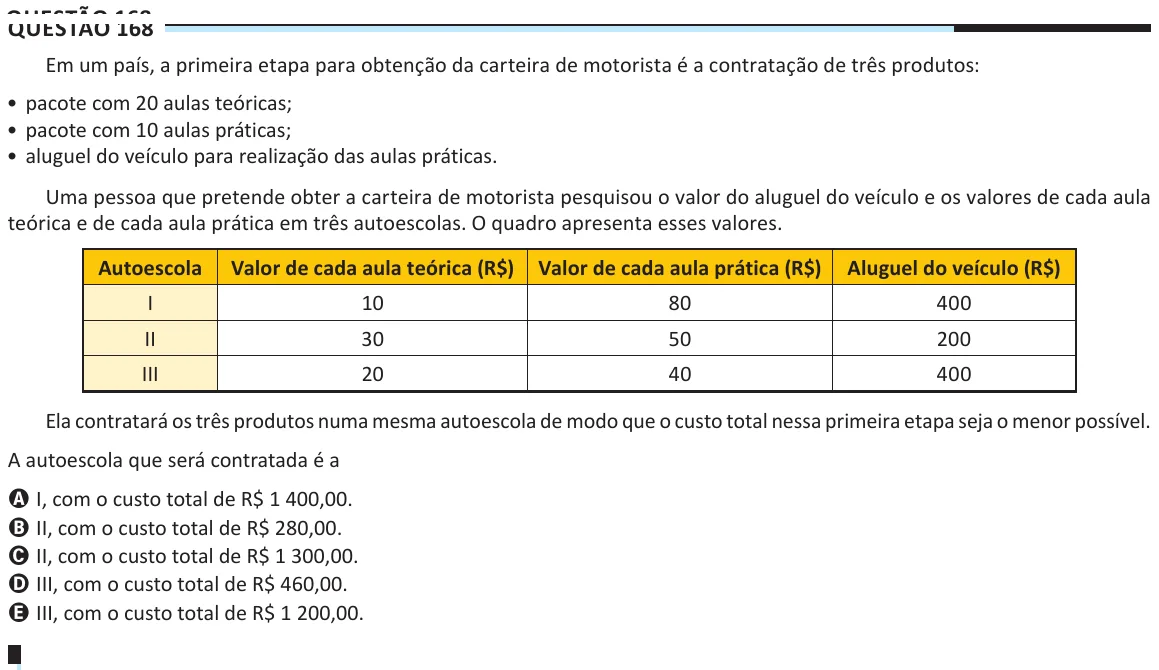 QUESTÃO 168
QUESTÃO 168
Em um país, a primeira etapa para obtenção da carteira de motorista é a contratação de três produtos:
• pacote com 20 aulas teóricas;
• pacote com 10 aulas práticas;
• aluguel do veículo para realização das aulas práticas.
Uma pessoa que pretende obter a carteira de motorista pesquisou o valor do aluguel do veículo e os valores de cada aula
teórica e de cada aula prática em três autoescolas. O quadro apresenta esses valores.
Autoescola Valor de cada aula teórica (R$) Valor de cada aula prática (R$) Aluguel do veículo (R$)
I 10 80 400
II 30 50 200
III 20 40 400
Ela contratará os três produtos numa mesma autoescola de modo que o custo total nessa primeira etapa seja o menor possível.
A autoescola que será contratada é a
A I, com o custo total de R$ 1 400,00.
B II, com o custo total de R$ 280,00.
C II, com o custo total de R$ 1 300,00.
D III, com o custo total de R$ 460,00.
E III, com o custo total de R$ 1 200,00.